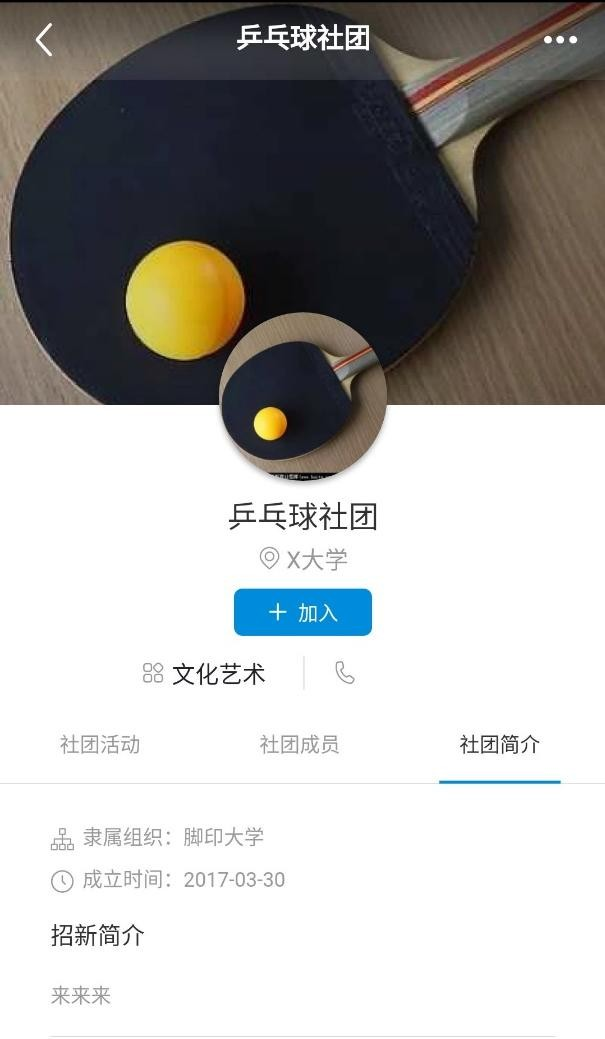 乒乓球社团
乒乓球社团
X大学
+ 加入
文化艺术
社团活动 社团成员 社团简介
隶属组织：脚印大学
成立时间：2017-03-30
招新简介
来来来